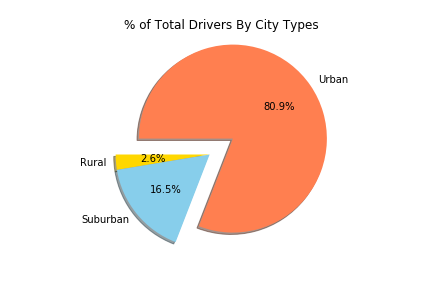 % of Total Drivers By City Types
Urban
80.9%
Rural
2.6%
16.5%
Suburban